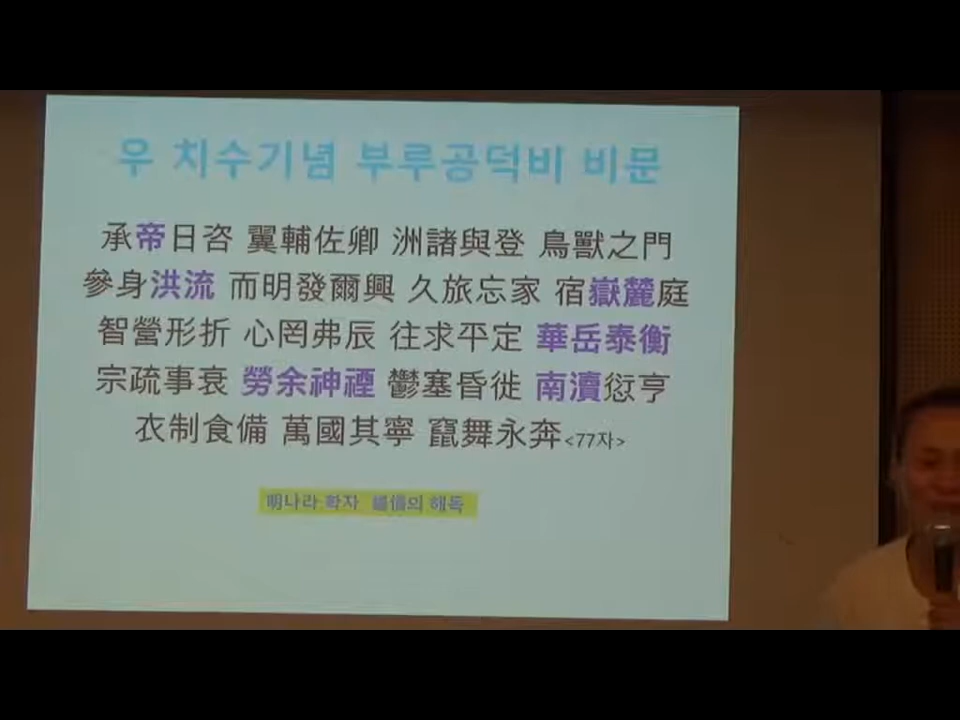 우 치수기념 부루공덕비 비문
承帝日咨 翼輔佐卿 洲諸與登 鳥獸之門
參身洪流 而明發爾興 久旅忘家 宿嶽麓庭
智營形折 心罔弗辰 往求平定 華岳泰衡
宗疏事裒 勞余神禋 鬱塞昏徙 南瀆愆亨
衣制食備 萬國其寧 竄舞永奔<77자>
明나라 학자 의 해독